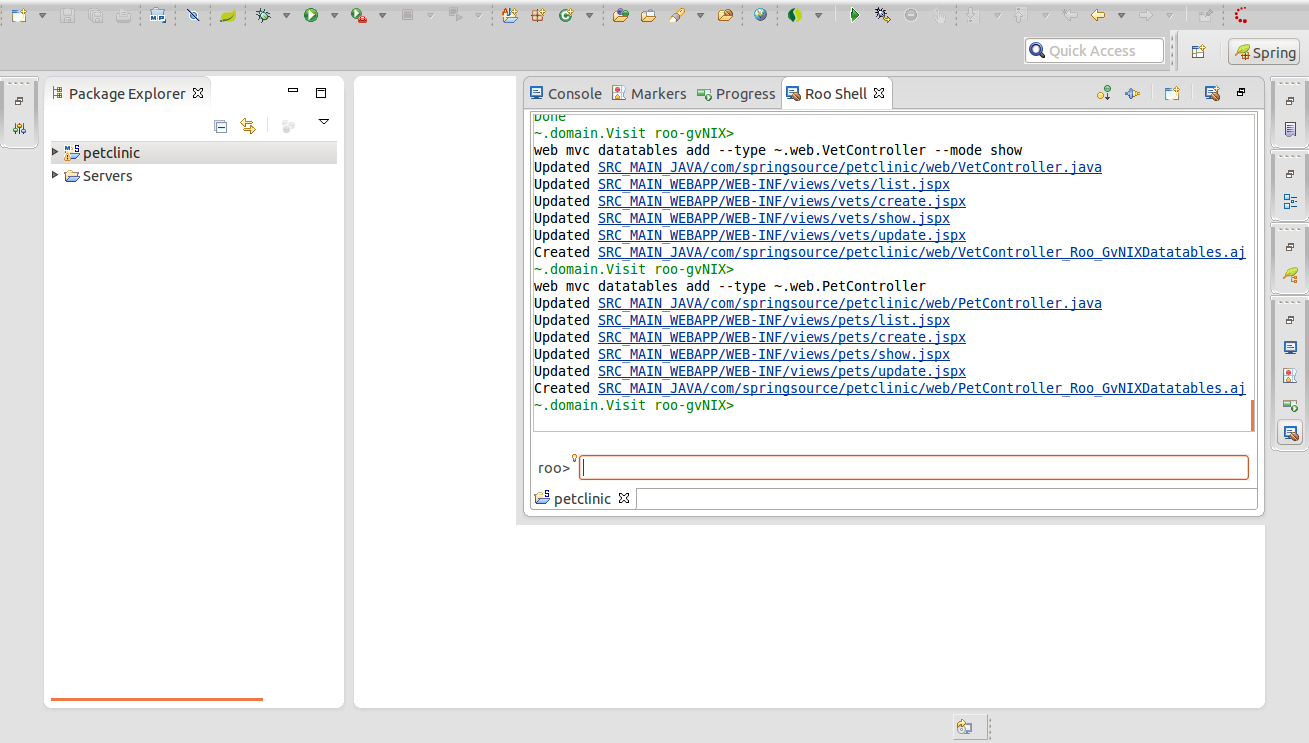 Quick Access
Spring
Package Explorer
petclinic
Servers
Console Markers Progress Roo Shell
Done
~.domain.Visit roo-gvNIX>
web mvc datatables add --type ~.web.VetController --mode show
Updated SRC_MAIN_JAVA/com/springsource/petclinic/web/VetController.java
Updated SRC_MAIN_WEBAPP/WEB-INF/views/vets/list.jspx
Updated SRC_MAIN_WEBAPP/WEB-INF/views/vets/create.jspx
Updated SRC_MAIN_WEBAPP/WEB-INF/views/vets/show.jspx
Updated SRC_MAIN_WEBAPP/WEB-INF/views/vets/update.jspx
Created SRC_MAIN_JAVA/com/springsource/petclinic/web/VetController_Roo_GvNIXDatatables.aj
~.domain.Visit roo-gvNIX>
web mvc datatables add --type ~.web.PetController
Updated SRC_MAIN_JAVA/com/springsource/petclinic/web/PetController.java
Updated SRC_MAIN_WEBAPP/WEB-INF/views/pets/list.jspx
Updated SRC_MAIN_WEBAPP/WEB-INF/views/pets/create.jspx
Updated SRC_MAIN_WEBAPP/WEB-INF/views/pets/show.jspx
Updated SRC_MAIN_WEBAPP/WEB-INF/views/pets/update.jspx
Created SRC_MAIN_JAVA/com/springsource/petclinic/web/PetController_Roo_GvNIXDatatables.aj
~.domain.Visit roo-gvNIX>
roo>
petclinic